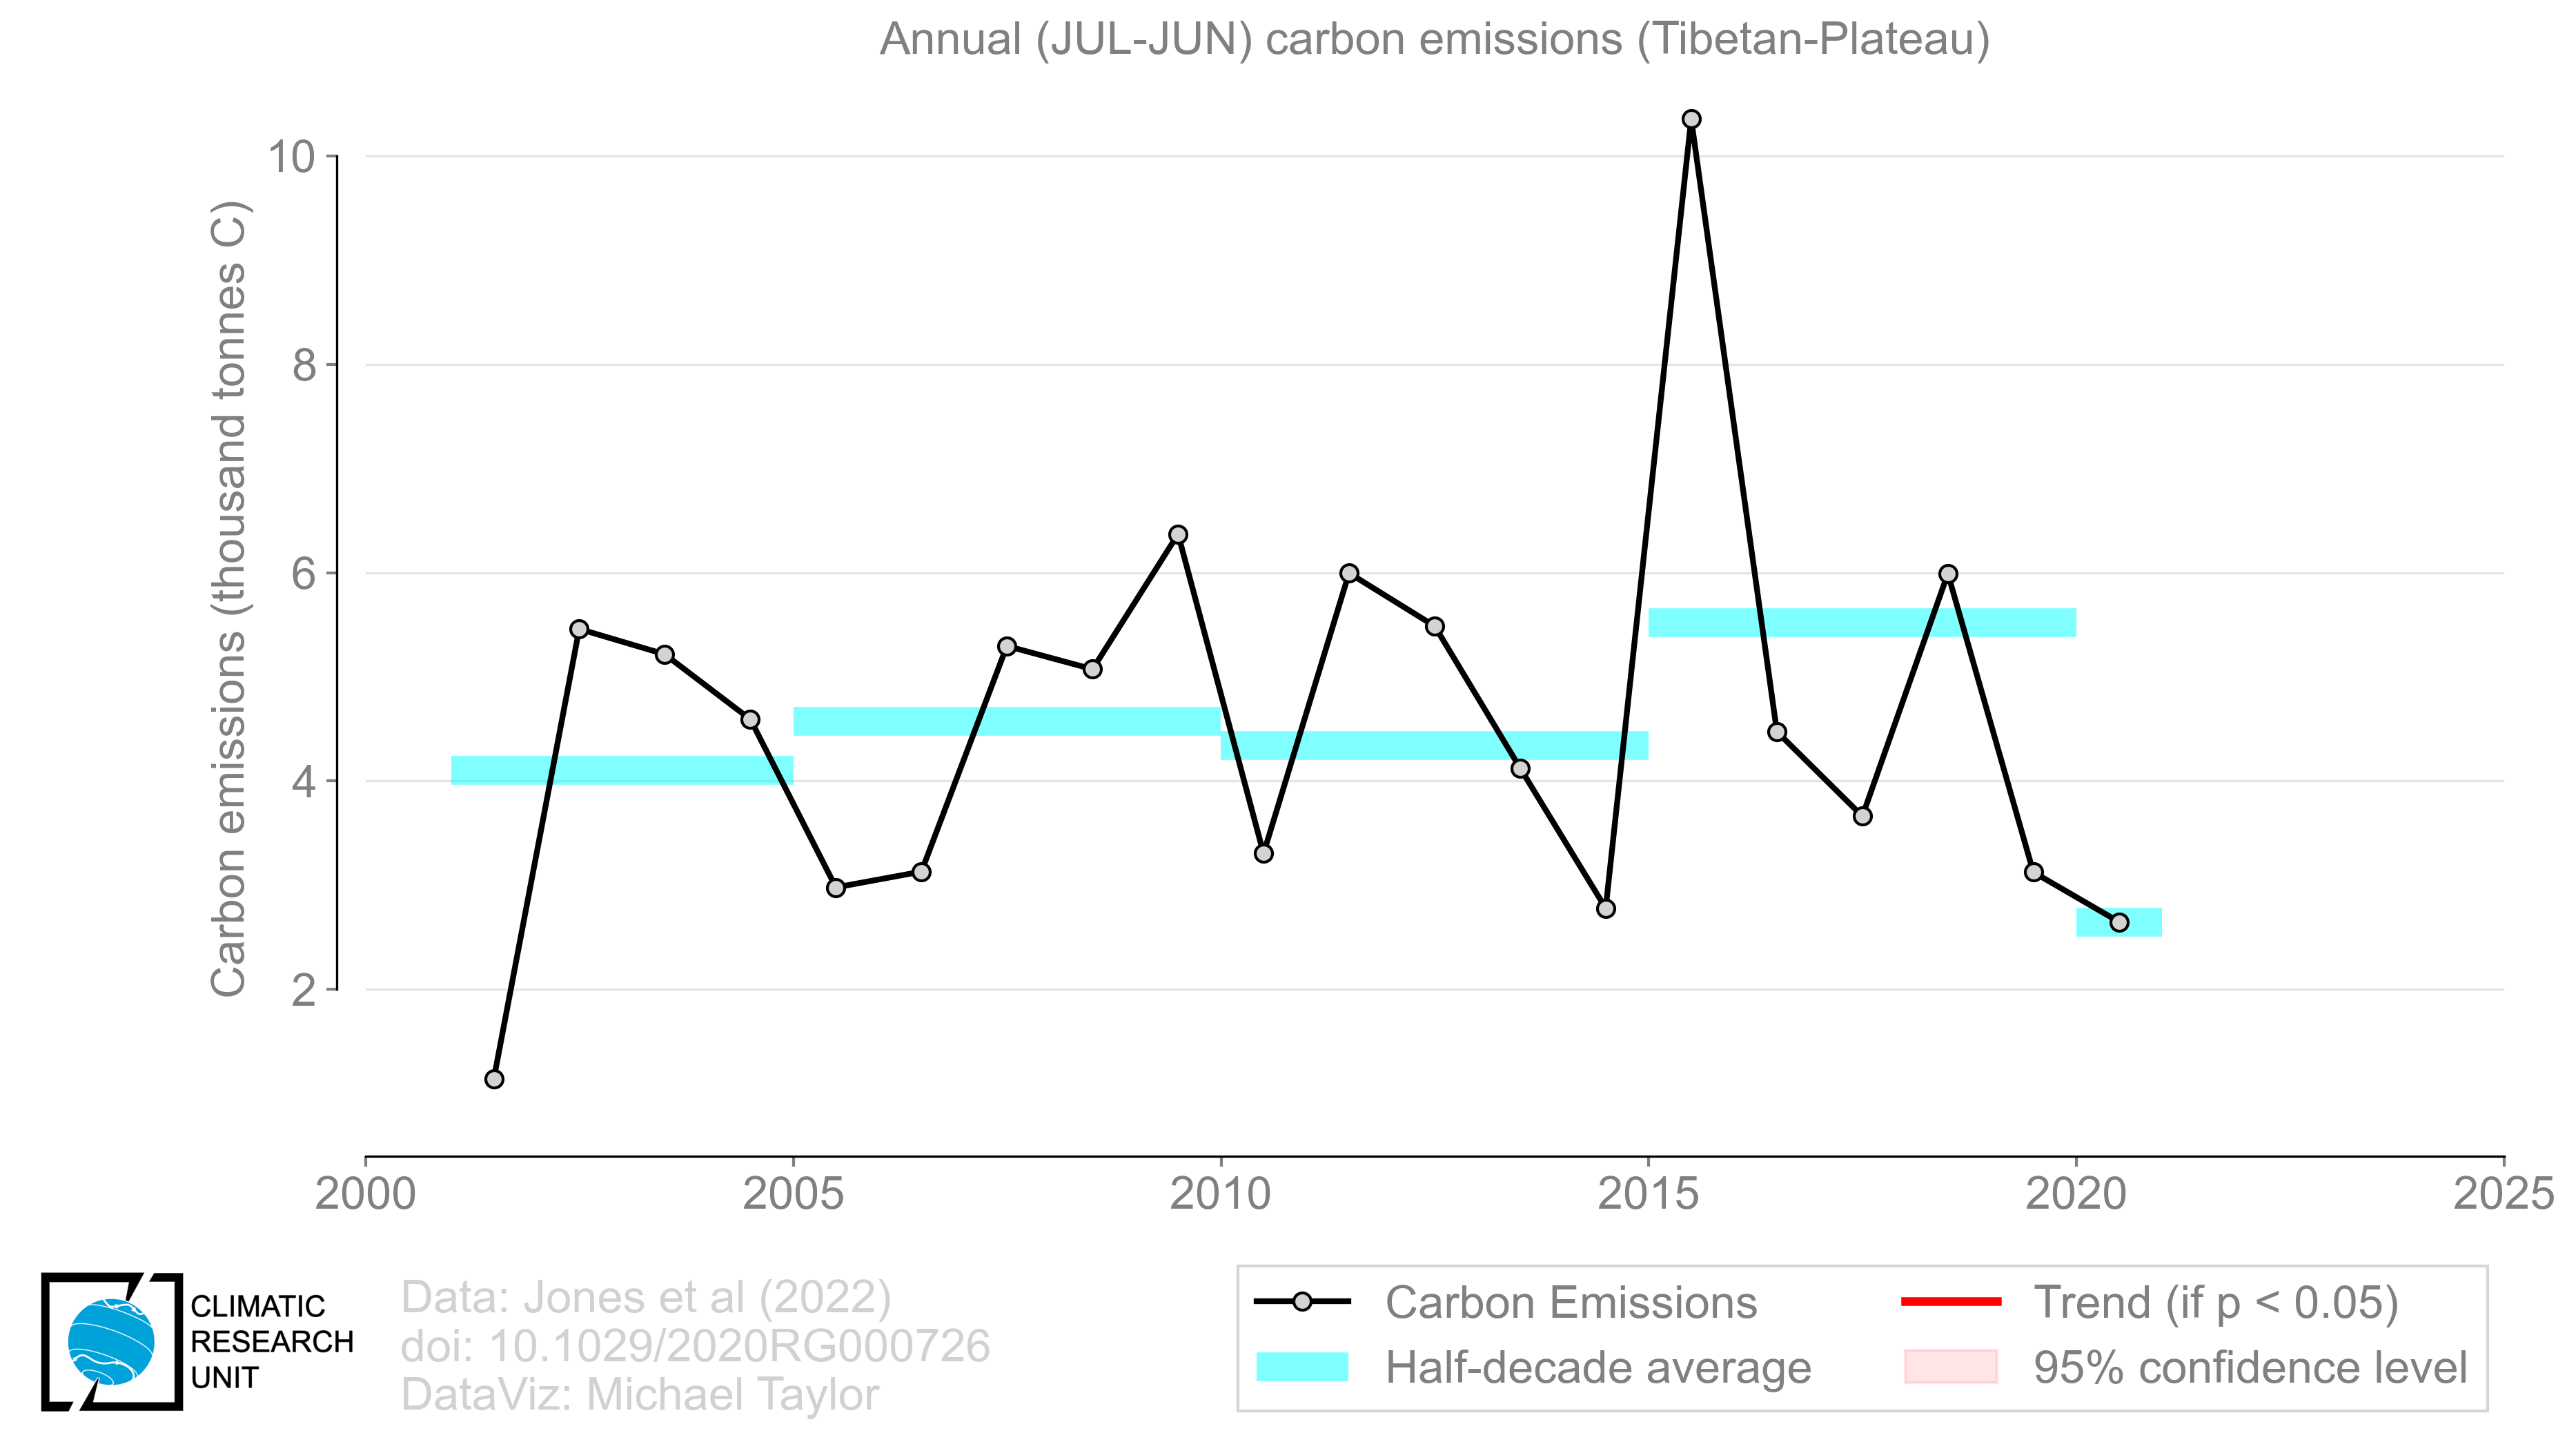 Annual (JUL-JUN) carbon emissions (Tibetan-Plateau)
Carbon emissions (thousand tonnes C)
10
8
6
4
2
2000
2005
2010
2015
2020
2025
CLIMATIC
RESEARCH
UNIT
Data: Jones et al (2022)
doi: 10.1029/2020RG000726
DataViz: Michael Taylor
Carbon Emissions
Half-decade average
Trend (if p < 0.05)
95% confidence level